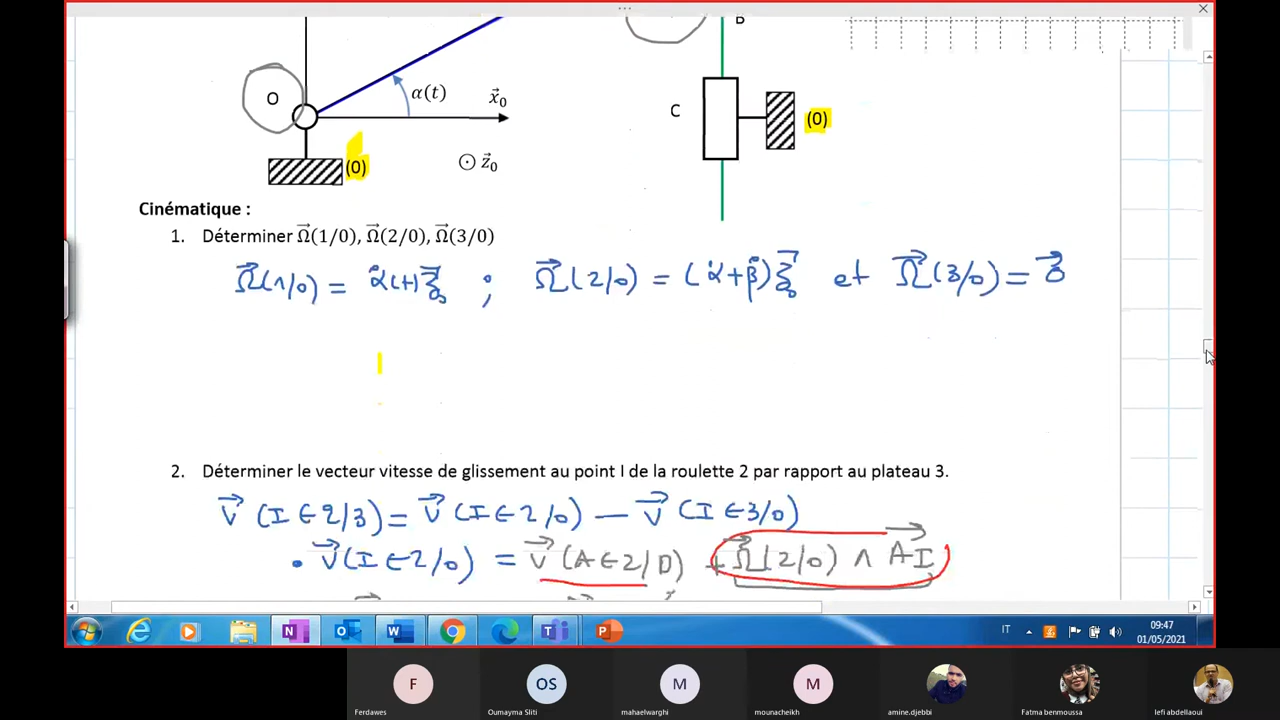 B
O
α(t)
x⃗₀
C
(0)
(0)
⊙ z⃗₀
Cinématique :
1. Déterminer Ω⃗(1/0), Ω⃗(2/0), Ω⃗(3/0)
Ω⃗(1/0) = α̇(t) z⃗₀ ; Ω⃗(2/0) = (α̇+β̇) z⃗₀ et Ω⃗(3/0) = 0⃗
2. Déterminer le vecteur vitesse de glissement au point I de la roulette 2 par rapport au plateau 3.
V⃗ (I∈2/3) = V⃗ (I∈2/0) — V⃗ (I∈3/0)
• V⃗(I∈2/0) = V⃗ (A∈2/0) + Ω⃗(2/0) ∧ A⃗I⃗
IT
09:47
01/05/2021
F
OS
M
M
Ferdawes
Oumayma Sliti
mahaelwarghi
mounacheikh
amine.djebbi
Fatma benmoussa
lefi abdellaoui